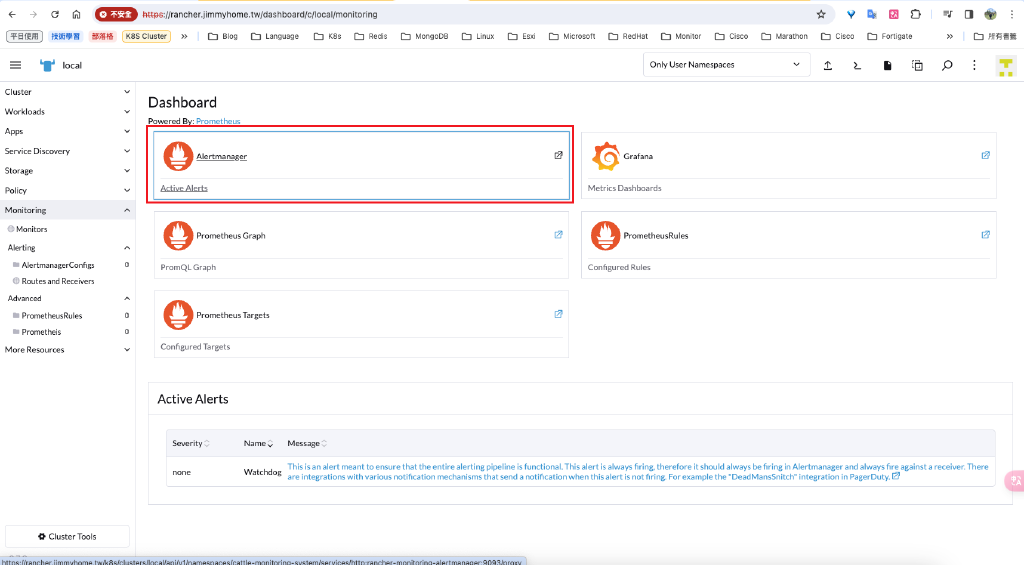 不安全 https://rancher.jimmyhome.tw/dashboard/c/local/monitoring
平日使用 技術學習 部落格 K8S Cluster » Blog Language K8s Redis MongoDB Linux Esxi Microsoft RedHat Monitor Cisco Marathon Cisco Fortigate » 所有書籤
local Only User Namespaces
Cluster
Workloads
Apps
Service Discovery
Storage
Policy
Monitoring
Monitors
Alerting
AlertmanagerConfigs 0
Routes and Receivers
Advanced
PrometheusRules 0
Prometheis 0
More Resources
Cluster Tools
Dashboard
Powered By: Prometheus
Alertmanager
Active Alerts
Grafana
Metrics Dashboards
Prometheus Graph
PromQL Graph
PrometheusRules
Configured Rules
Prometheus Targets
Configured Targets
Active Alerts
Severity Name Message
none Watchdog This is an alert meant to ensure that the entire alerting pipeline is functional. This alert is always firing, therefore it should always be firing in Alertmanager and always fire against a receiver. There
are integrations with various notification mechanisms that send a notification when this alert is not firing. For example the "DeadMansSnitch" integration in PagerDuty.
https://rancher.jimmyhome.tw/k8s/clusters/local/api/v1/namespaces/cattle-monitoring-system/services/http:rancher-monitoring-alertmanager:9093/proxy